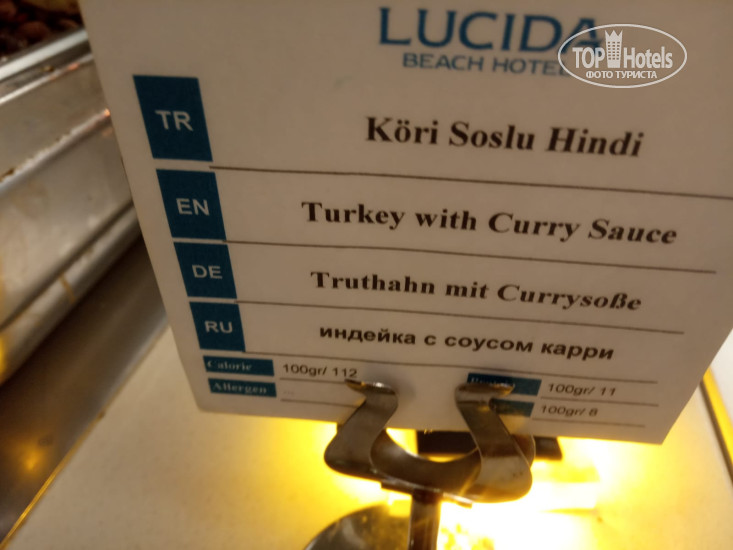 LUCIDA
BEACH HOTEL
TOP Hotels
ФОТО ТУРИСТА
TR Köri Soslu Hindi
EN Turkey with Curry Sauce
DE Truthahn mit Currysoße
RU индейка с соусом карри
Calorie 100gr/ 112
100gr/ 11
Allergen
100gr/ 8